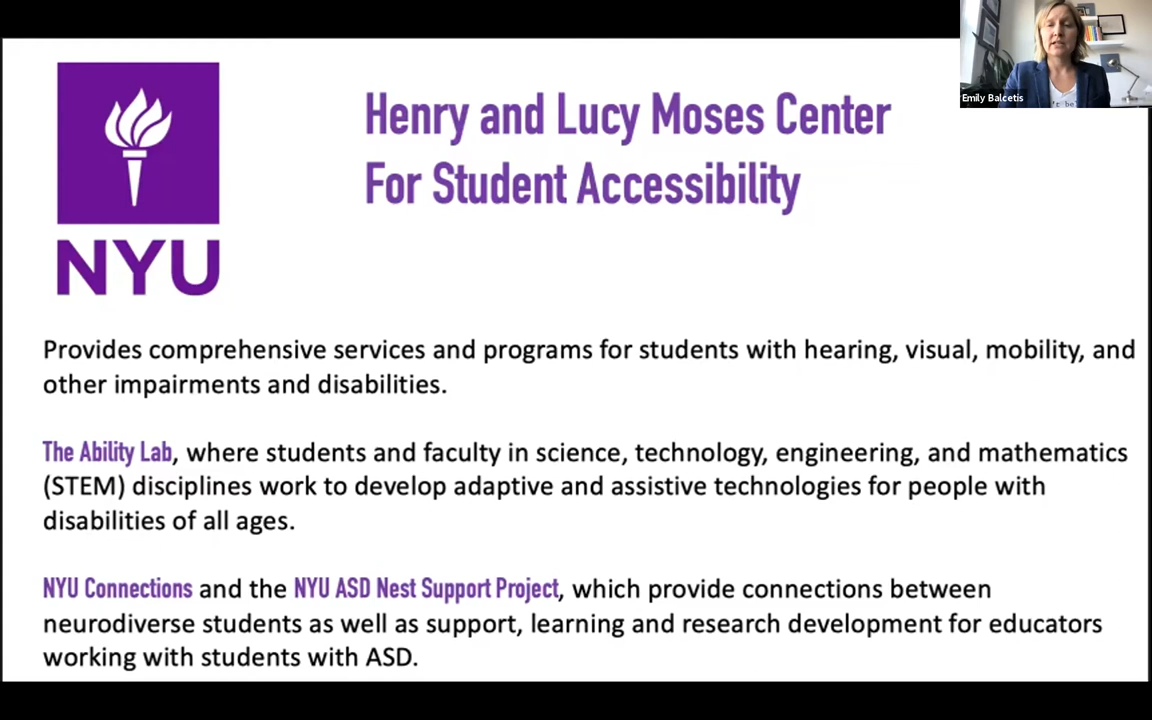 Emily Balcetis
NYU
Henry and Lucy Moses Center
For Student Accessibility
Provides comprehensive services and programs for students with hearing, visual, mobility, and
other impairments and disabilities.
The Ability Lab, where students and faculty in science, technology, engineering, and mathematics
(STEM) disciplines work to develop adaptive and assistive technologies for people with
disabilities of all ages.
NYU Connections and the NYU ASD Nest Support Project, which provide connections between
neurodiverse students as well as support, learning and research development for educators
working with students with ASD.